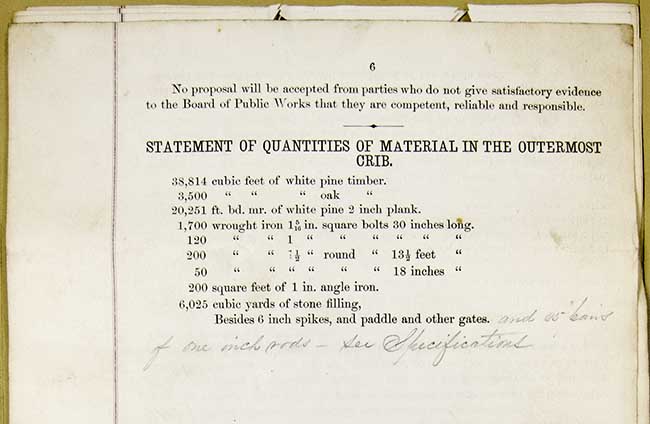 6
No proposal will be accepted from parties who do not give satisfactory evidence
to the Board of Public Works that they are competent, reliable and responsible.
STATEMENT OF QUANTITIES OF MATERIAL IN THE OUTERMOST
CRIB.
38,814 cubic feet of white pine timber.
3,500 “ “ “ oak “
20,251 ft. bd. mr. of white pine 2 inch plank.
1,700 wrought iron 1 5/16 in. square bolts 30 inches long.
120 “ “ 1 “ “ “ “ “ “
200 “ “ 1/2 “ round “ 13½ feet “
50 “ “ “ “ “ “ 18 inches “
200 square feet of 1 in. angle iron.
6,025 cubic yards of stone filling,
Besides 6 inch spikes, and paddle and other gates. and
of one inch rods – see Specifications